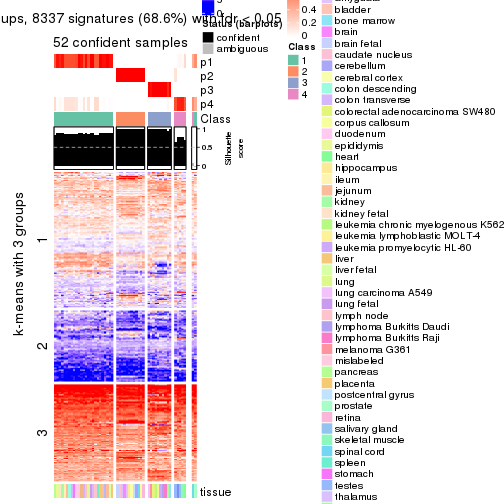 ups, 8337 signatures (68.6%) with fdr < 0.05
52 confident samples
p1
p2
p3
p4
Class
1
0.5
0
Silhouette
score
k-means with 3 groups
1
2
3
tissue
0
Status (barplots)
confident
ambiguous
0.4
0.2
0
Class
1
2
3
4
bladder
bone marrow
brain
brain fetal
caudate nucleus
cerebellum
cerebral cortex
colon descending
colon transverse
colorectal adenocarcinoma SW480
corpus callosum
duodenum
epididymis
heart
hippocampus
ileum
jejunum
kidney
kidney fetal
leukemia chronic myelogenous K562
leukemia lymphoblastic MOLT-4
leukemia promyelocytic HL-60
liver
liver fetal
lung
lung carcinoma A549
lung fetal
lymph node
lymphoma Burkitts Daudi
lymphoma Burkitts Raji
melanoma G361
mislabeled
pancreas
placenta
postcentral gyrus
prostate
retina
salivary gland
skeletal muscle
spinal cord
spleen
stomach
testes
thalamus